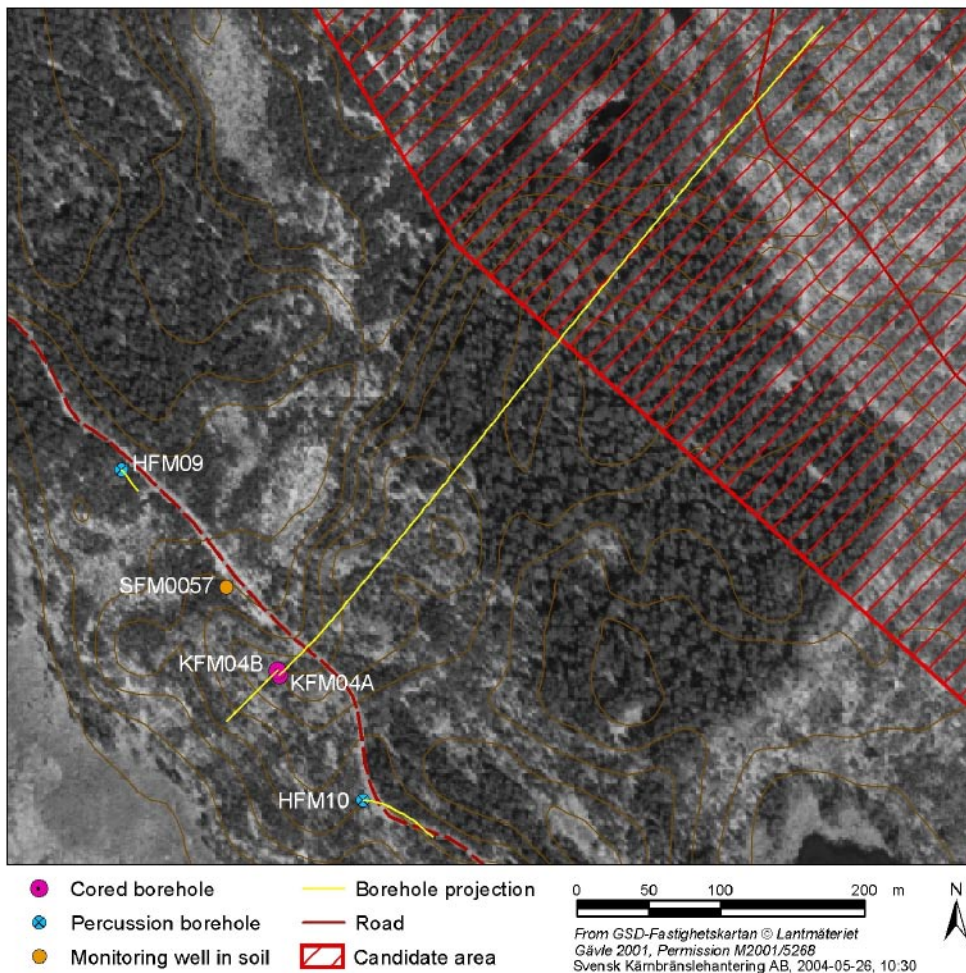 HFM09
SFM0057
KFM04B
KFM04A
HFM10
Cored borehole
Percussion borehole
Monitoring well in soil
Borehole projection
Road
Candidate area
0 50 100 200 m
N
From GSD-Fastighetskartan © Lantmäteriet
Gävle 2001, Permission M2001/5268
Svensk Kärnbränslehantering AB, 2004-05-26, 10:30